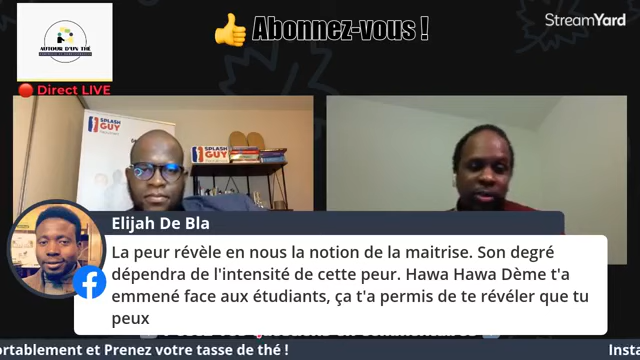 Abonnez-vous !
StreamYard
AUTOUR D'UN THÉ
Direct LIVE
SPLASH
GUY
SPLASH
GUY
Elijah De Bla
La peur révèle en nous la notion de la maitrise. Son degré
dépendra de l'intensité de cette peur. Hawa Hawa Dème t'a
emmené face aux étudiants, ça t'a permis de te révéler que tu
peux
ortablement et Prenez votre tasse de thé !
Insta